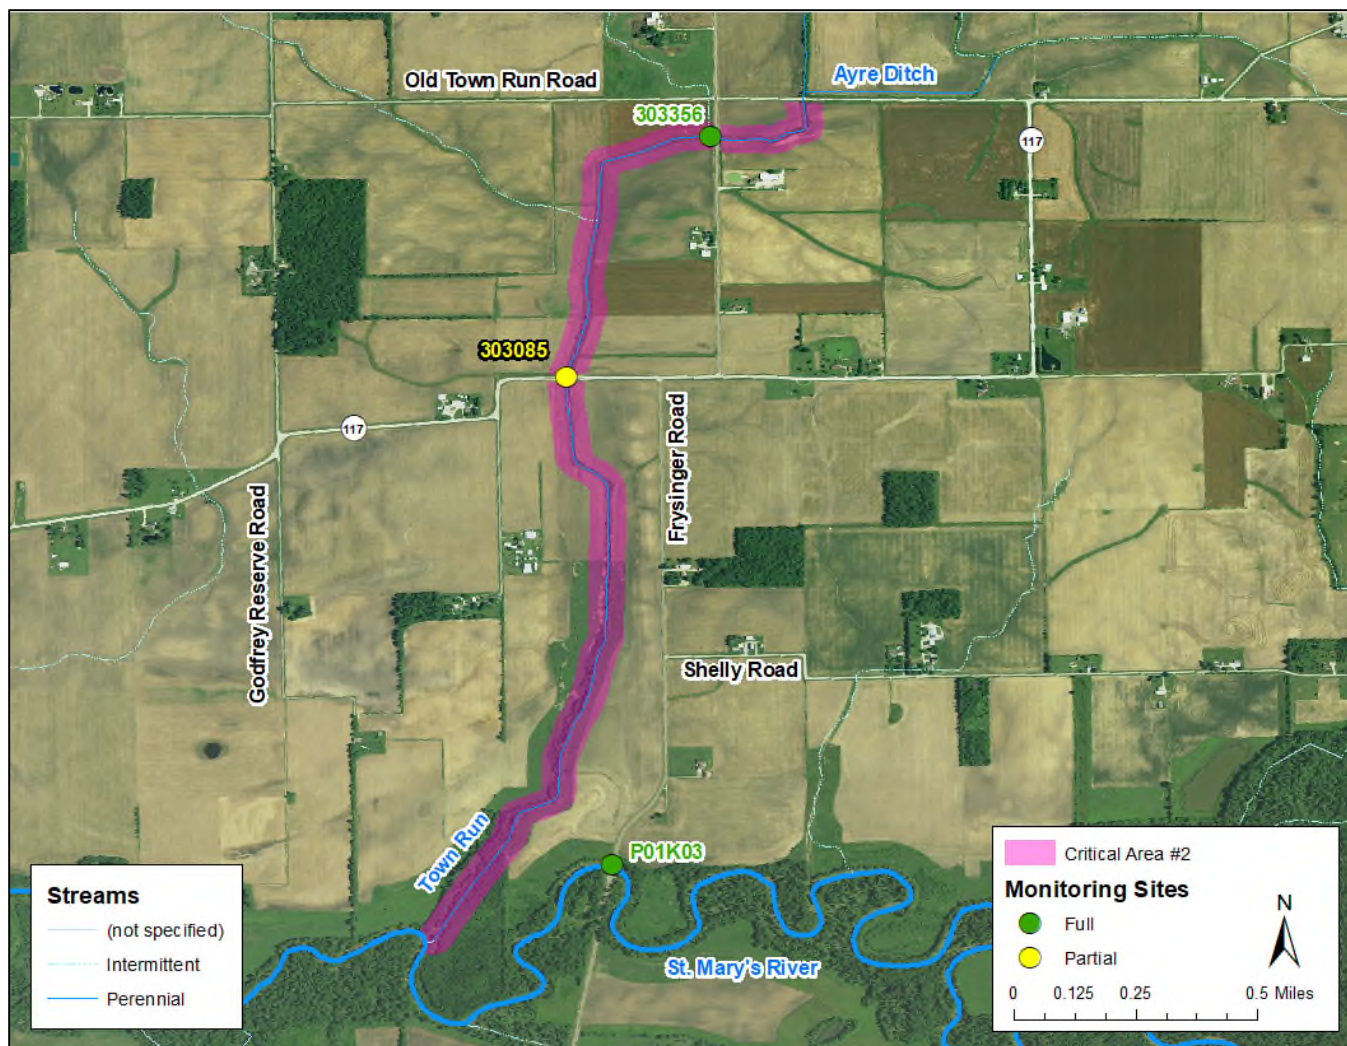 Old Town Run Road
Ayre Ditch
303356
117
303085
117
Frysinger Road
Godfrey Reserve Road
Shelly Road
Town Run
P01K03
St. Mary's River
Streams
(not specified)
Intermittent
Perennial
Critical Area #2
Monitoring Sites
Full
Partial
N
0 0.125 0.25 0.5 Miles